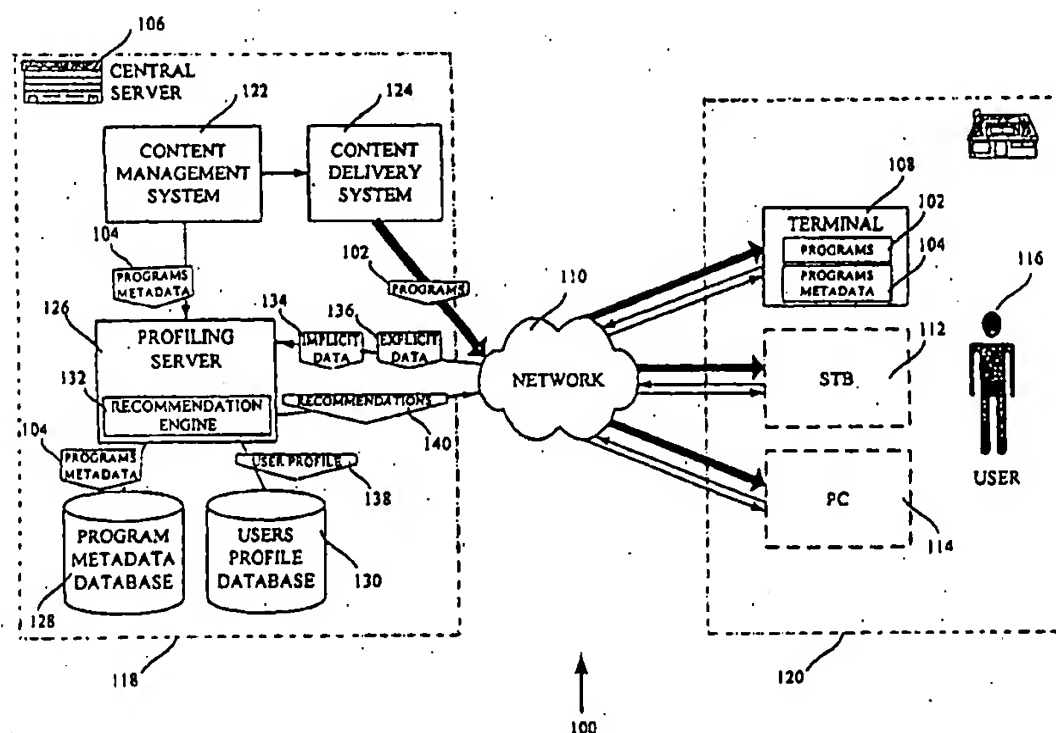 106
CENTRAL
SERVER
122
124
CONTENT
MANAGEMENT
SYSTEM
CONTENT
DELIVERY
SYSTEM
104
PROGRAMS
METADATA
102
PROGRAMS
126
134
136
PROFILING
SERVER
IMPLICIT
DATA
EXPLICIT
DATA
132
RECOMMENDATION
ENGINE
RECOMMENDATIONS
140
104
PROGRAMS
METADATA
USER PROFILE
138
PROGRAM
METADATA
DATABASE
128
USERS
PROFILE
DATABASE
130
118
110
NETWORK
108
TERMINAL
102
PROGRAMS
104
PROGRAMS
METADATA
116
112
STB
USER
PC
114
120
100